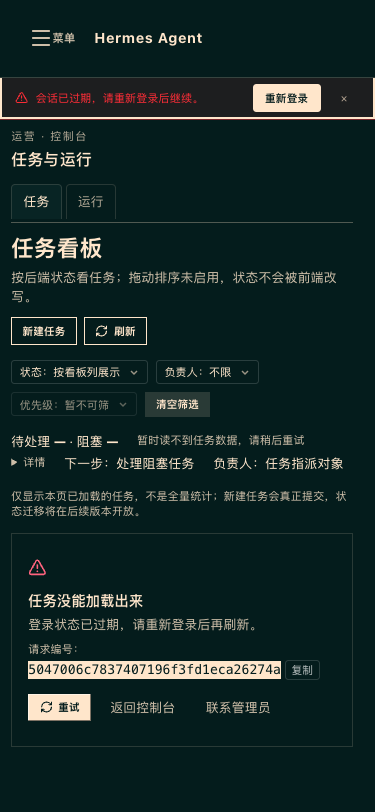 菜单 Hermes Agent
会话已过期，请重新登录后继续。 重新登录 ×
运营 · 控制台
任务与运行
任务 运行
任务看板
按后端状态看任务；拖动排序未启用，状态不会被前端改
写。
新建任务 刷新
状态：按看板列展示 负责人：不限
优先级：暂不可筛 清空筛选
待处理 — · 阻塞 — 暂时读不到任务数据，请稍后重试
详情 下一步：处理阻塞任务 负责人：任务指派对象
仅显示本页已加载的任务，不是全量统计；新建任务会真正提交，状
态迁移将在后续版本开放。
任务没能加载出来
登录状态已过期，请重新登录后再刷新。
请求编号：
5047006c7837407196f3fd1eca26274a 复制
重试 返回控制台 联系管理员